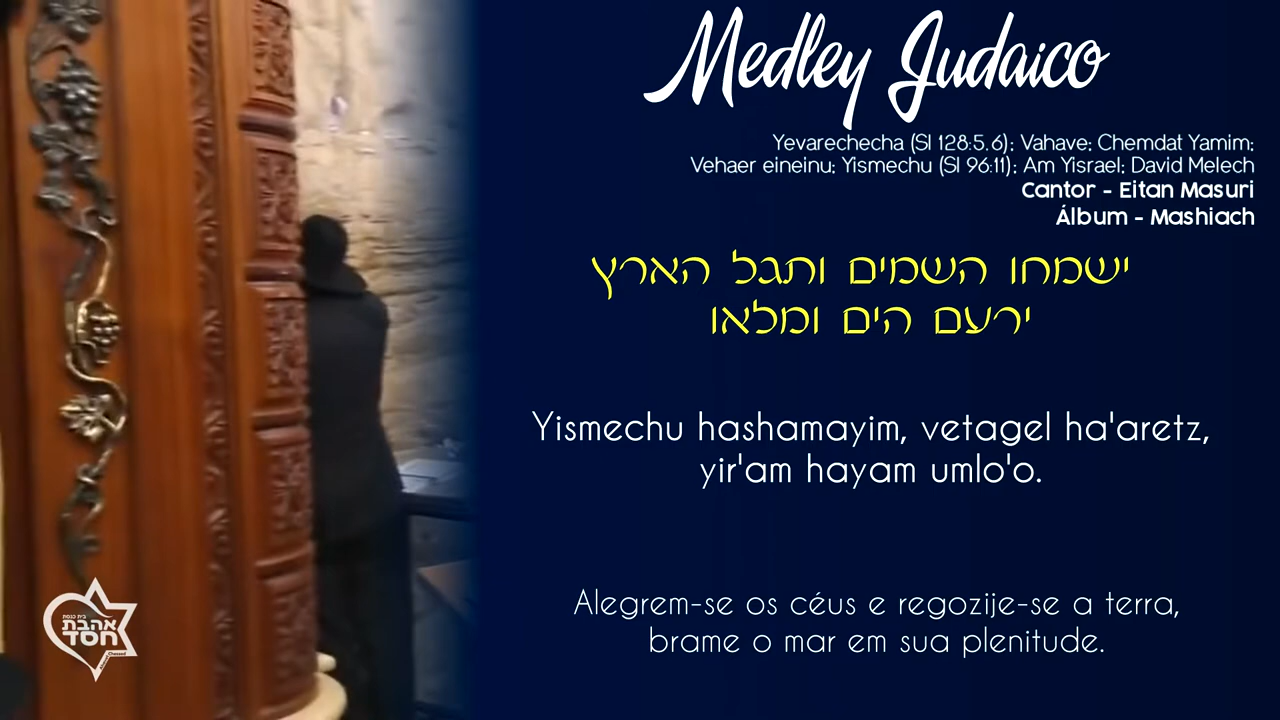 Medley Judaico
Yevarechecha (Sl 128:5,6); Vahave; Chemdat Yamim;
Vehaer eineinu; Yismechu (Sl 96:11); Am Yisrael; David Melech
Cantor - Eitan Masuri
Álbum - Mashiach
ישמחו השמים ותגל הארץ
ירעם הים ומלאו
Yismechu hashamayim, vetagel ha'aretz,
yir'am hayam umlo'o.
Alegrem-se os céus e regozije-se a terra,
brame o mar em sua plenitude.
בית כנסת
אהבת
חסד